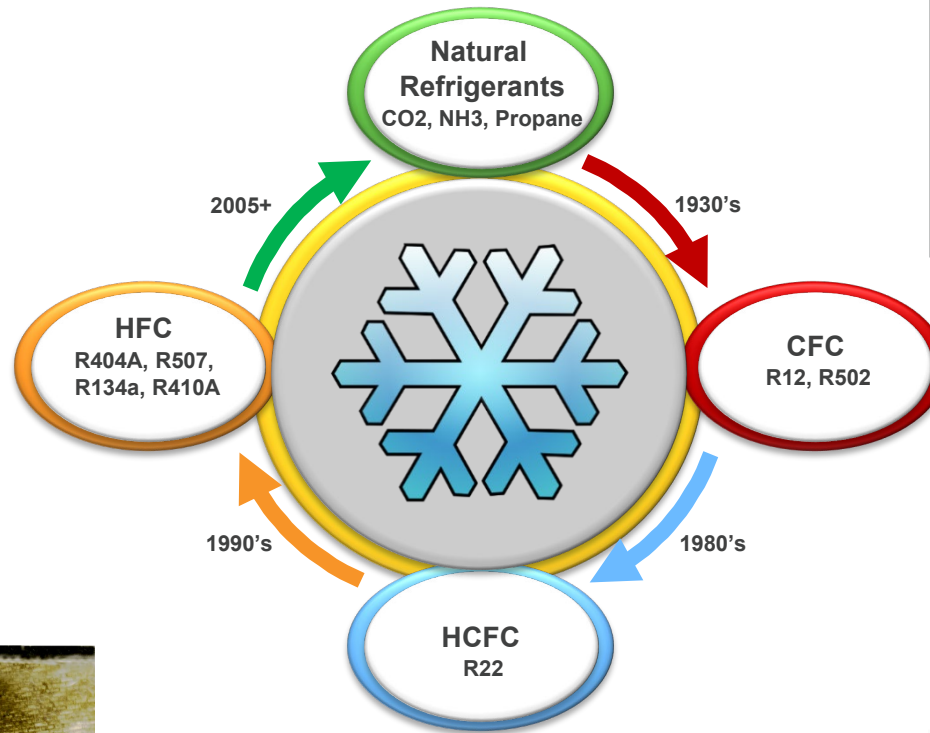 Natural
Refrigerants
CO2, NH3, Propane
2005+
1930's
HFC
R404A, R507,
R134a, R410A
CFC
R12, R502
1990's
1980's
HCFC
R22